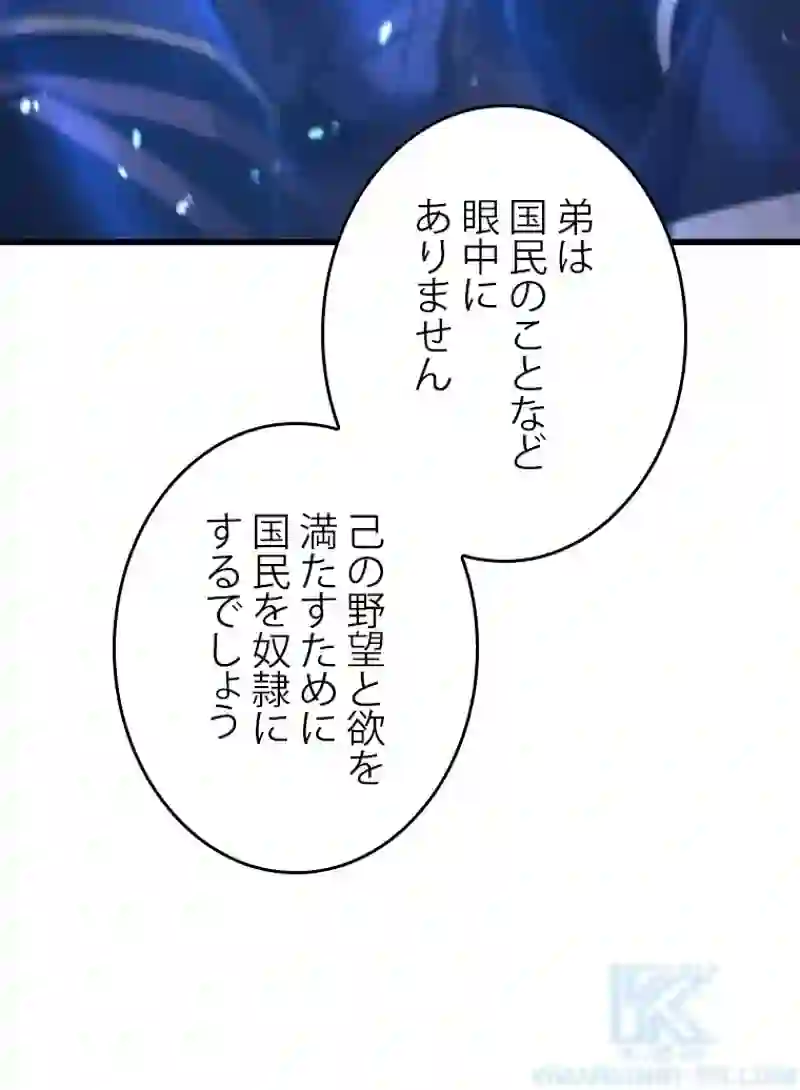 弟は
国民のことなど
眼中に
ありません
己の野望と欲を
満たすために
国民を奴隷に
するでしょう